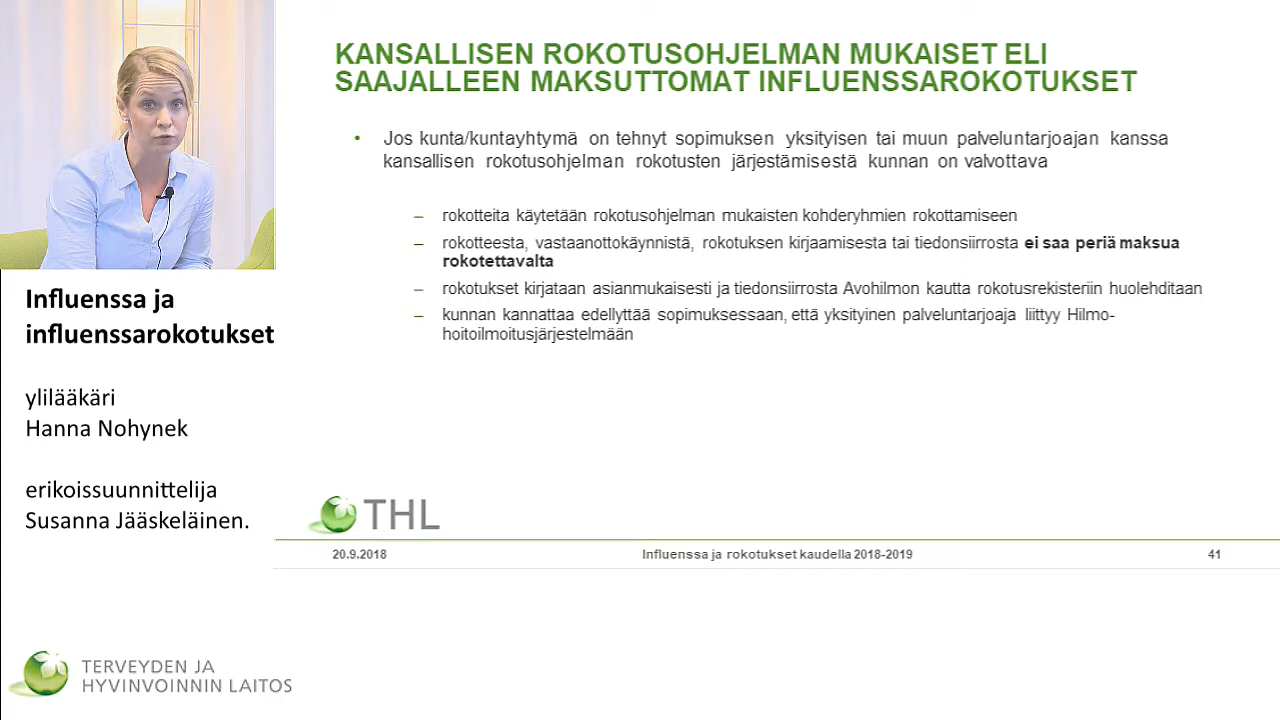 KANSALLISEN ROKOTUSOHJELMAN MUKAISET ELI
SAAJALLEEN MAKSUTTOMAT INFLUENSSAROKOTUKSET
• Jos kunta/kuntayhtymä on tehnyt sopimuksen yksityisen tai muun palveluntarjoajan kanssa
kansallisen rokotusohjelman rokotusten järjestämisestä kunnan on valvottava
– rokotteita käytetään rokotusohjelman mukaisten kohderyhmien rokottamiseen
– rokotteesta, vastaanottokäynnistä, rokotuksen kirjaamisesta tai tiedonsiirrosta ei saa periä maksua
rokotettavalta
– rokotukset kirjataan asianmukaisesti ja tiedonsiirrosta Avohilmon kautta rokotusrekisteriin huolehditaan
– kunnan kannattaa edellyttää sopimuksessaan, että yksityinen palveluntarjoaja liittyy Hilmo-
hoitoilmoitusjärjestelmään
THL
20.9.2018 Influenssa ja rokotukset kaudella 2018-2019 41
Influenssa ja
influenssarokotukset
ylilääkäri
Hanna Nohynek
erikoissuunnittelija
Susanna Jääskeläinen.
TERVEYDEN JA
HYVINVOINNIN LAITOS